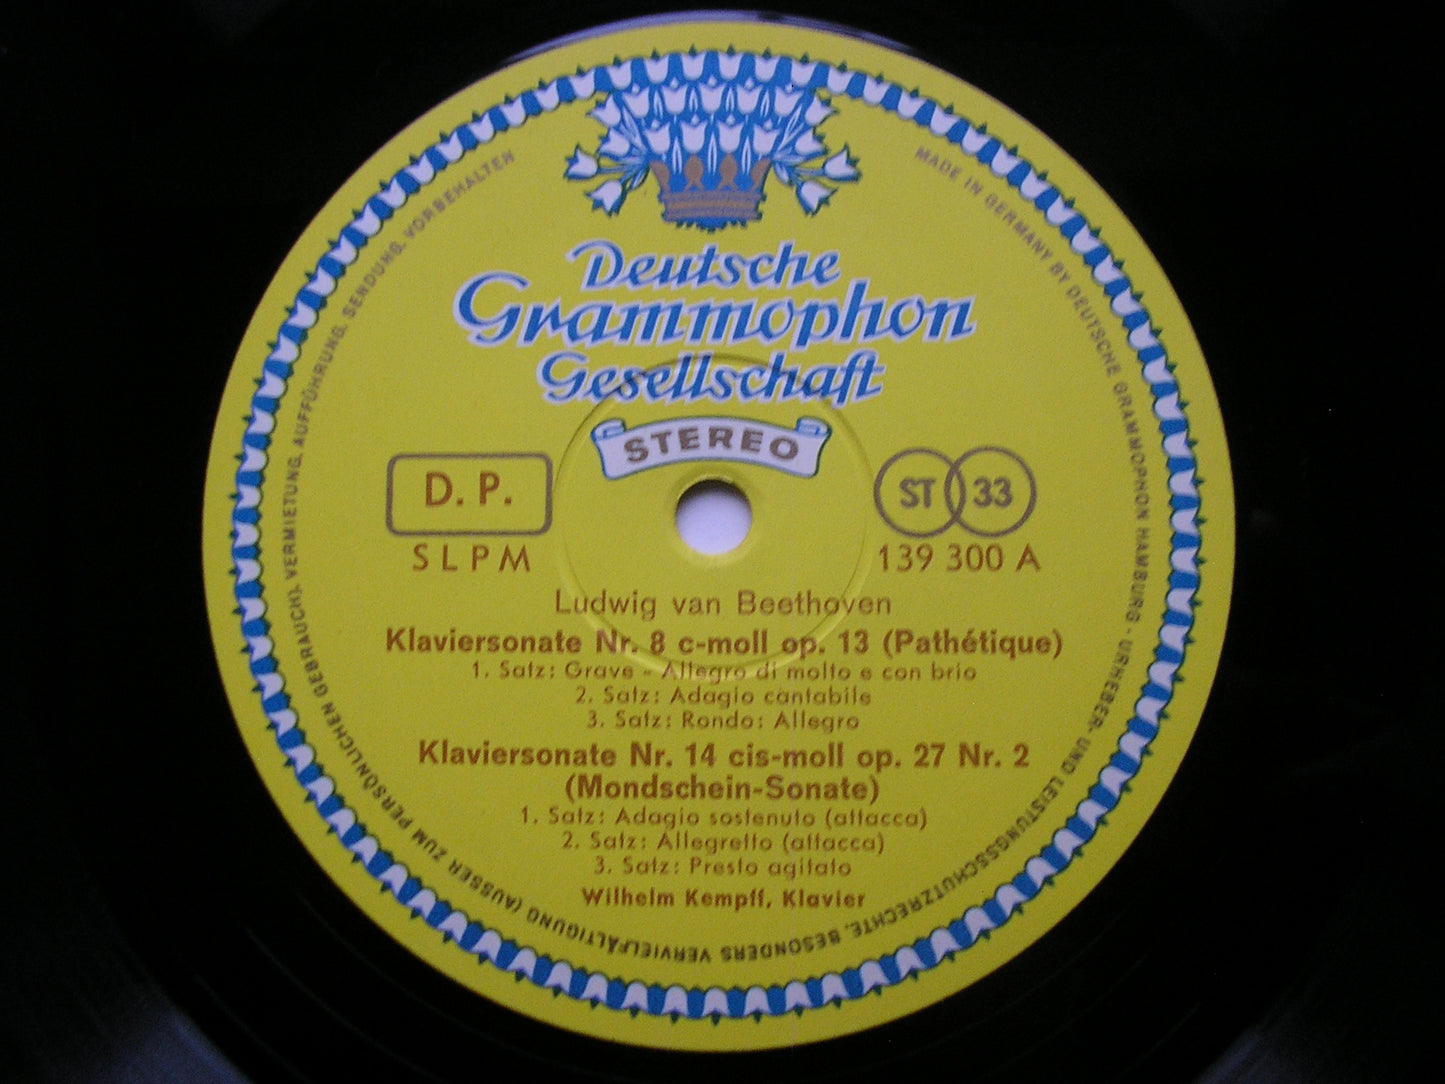 Deutsche
Grammophon
Gesellschaft
STEREO
D. P.
ST 33
SLPM
139 300 A
Ludwig van Beethoven
Klaviersonate Nr. 8 c-moll op. 13 (Pathétique)
1. Satz: Grave - Allegro di molto e con brio
2. Satz: Adagio cantabile
3. Satz: Rondo: Allegro
Klaviersonate Nr. 14 cis-moll op. 27 Nr. 2
(Mondschein-Sonate)
1. Satz: Adagio sostenuto (attacca)
2. Satz: Allegretto (attacca)
3. Satz: Presto agitato
Wilhelm Kempff, Klavier
MADE IN GERMANY BY DEUTSCHE GRAMMOPHON HAMBURG · URHEBER- UND LEISTUNGSSCHUTZRECHTE, BESONDERS VERVIELFÄLTIGUNG (AUSSER ZUM PERSÖNLICHEN GEBRAUCH), VERMIETUNG, AUFFÜHRUNG, SENDUNG, VORBEHALTEN